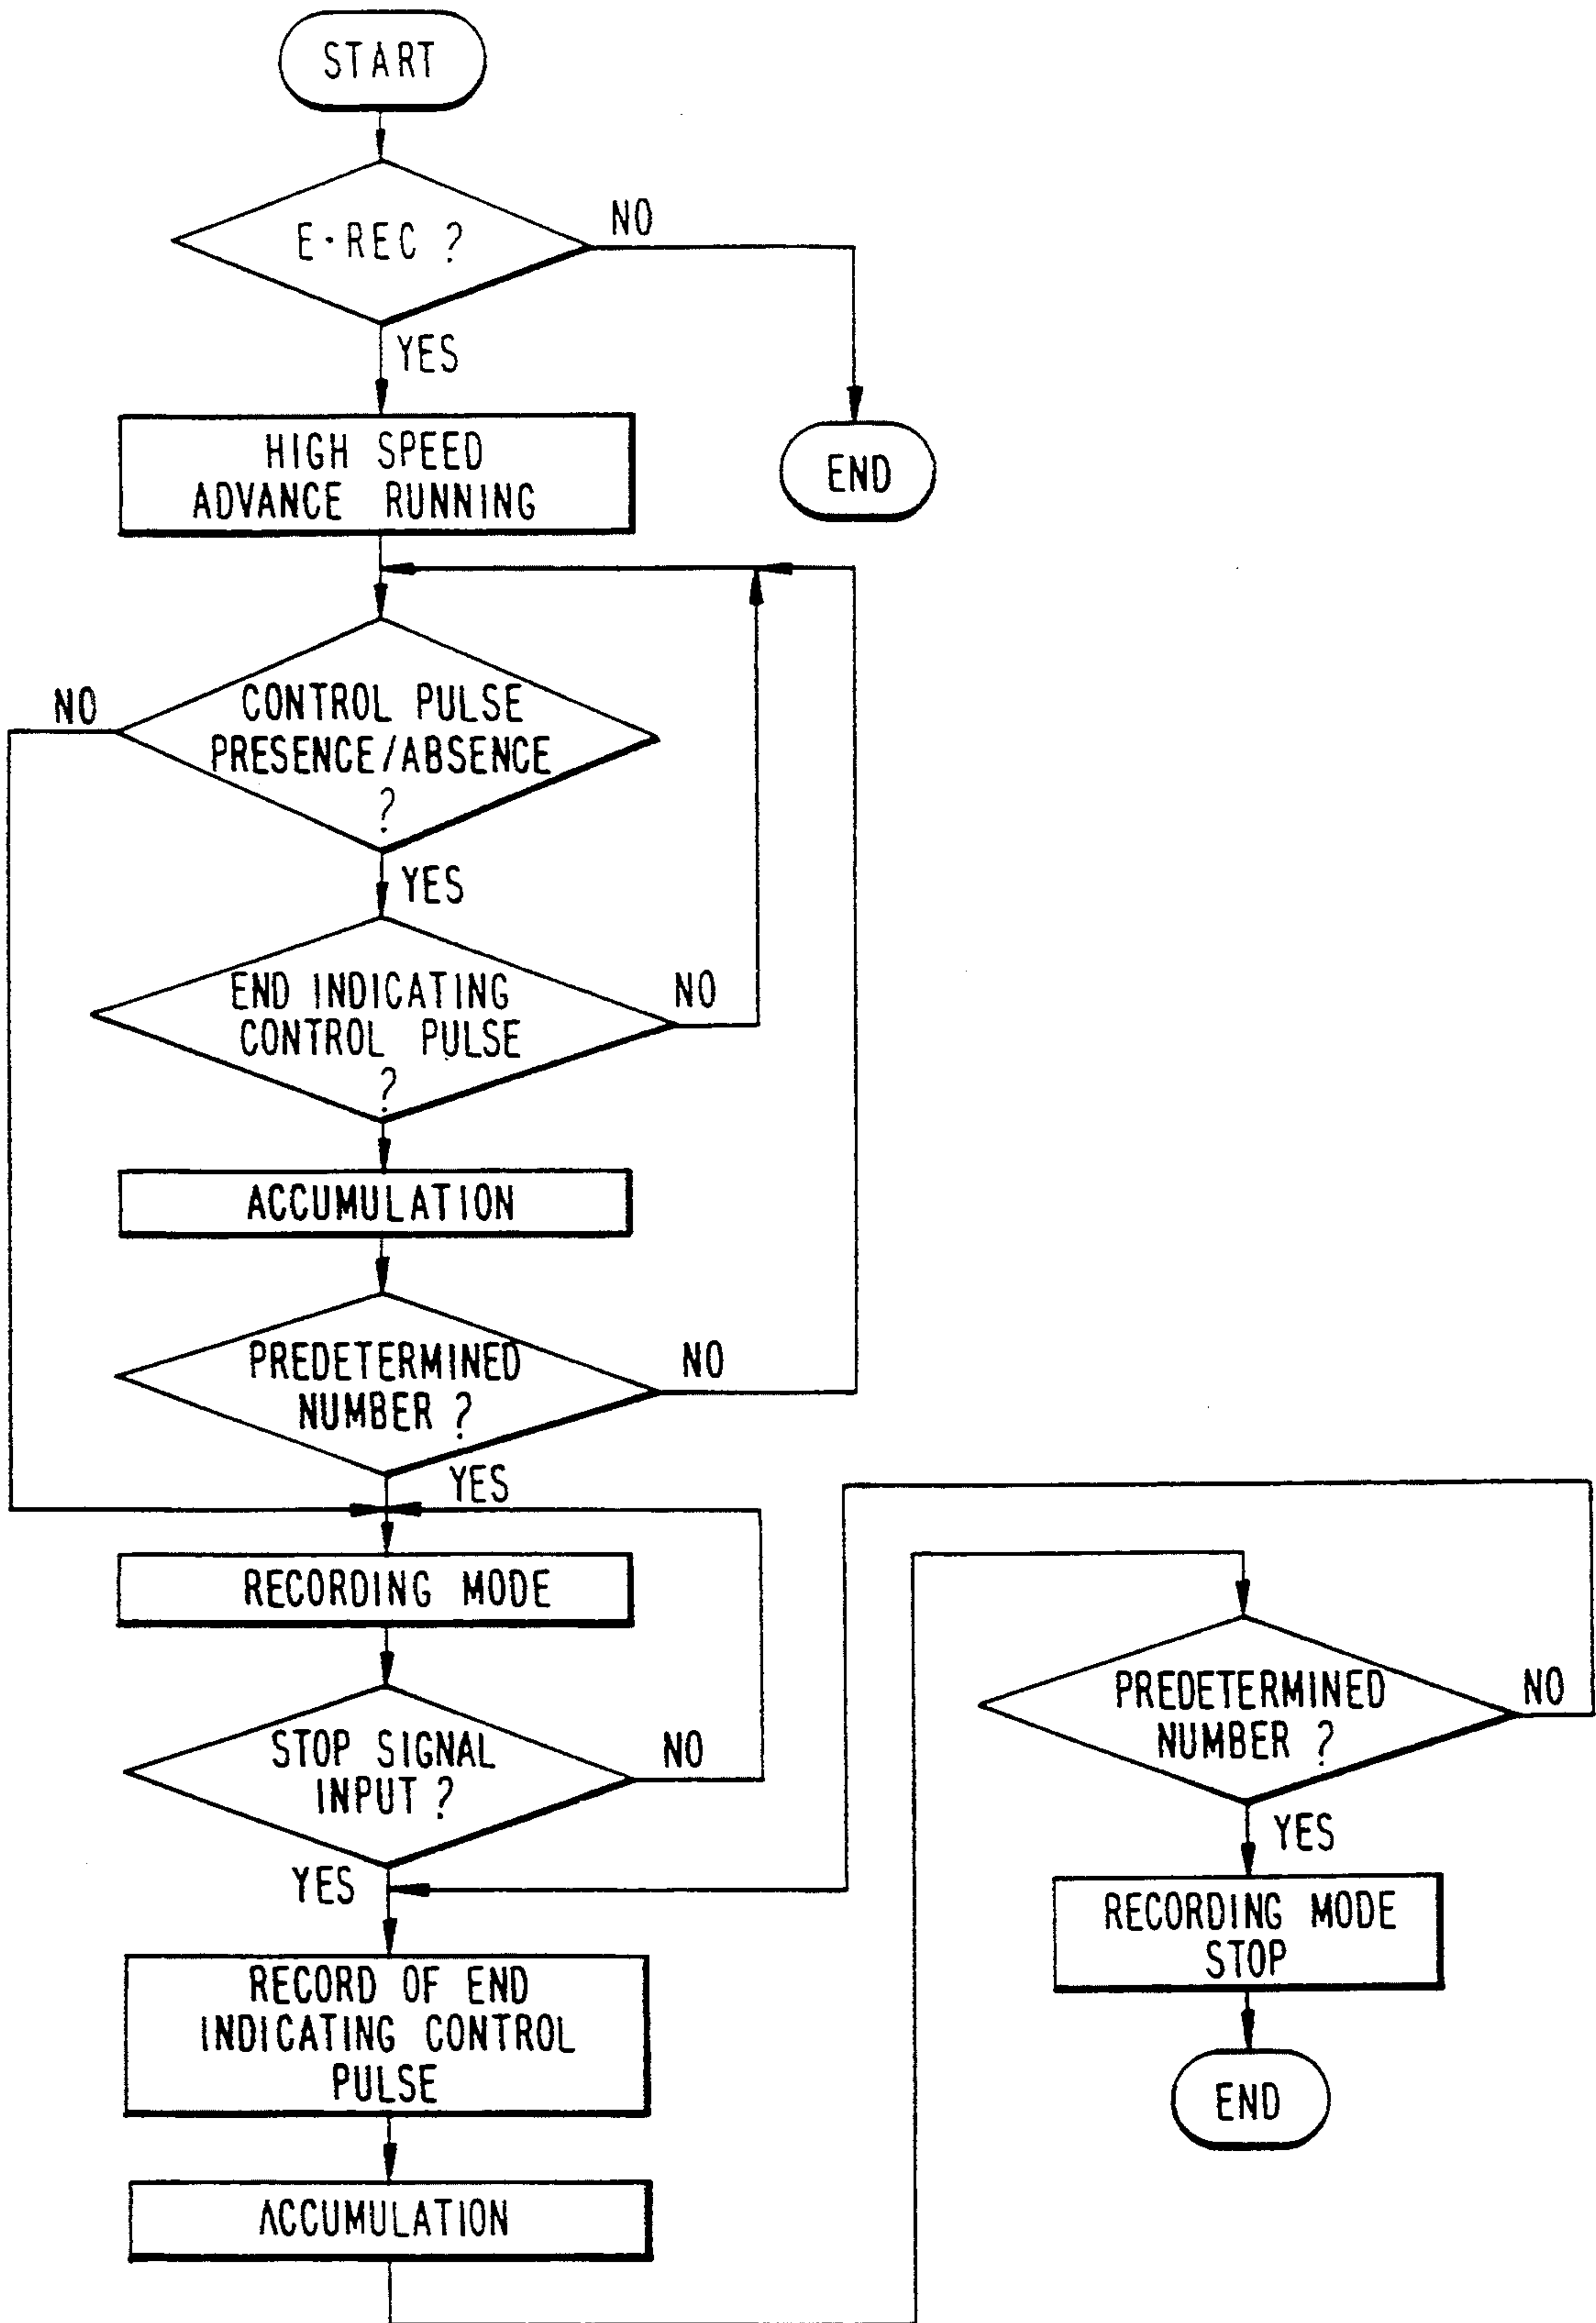 START
E·REC ?
NO
YES
HIGH SPEED
ADVANCE RUNNING
END
NO
CONTROL PULSE
PRESENCE/ABSENCE
?
YES
END INDICATING
CONTROL PULSE
?
NO
ACCUMULATION
PREDETERMINED
NUMBER ?
NO
YES
RECORDING MODE
STOP SIGNAL
INPUT ?
NO
YES
RECORD OF END
INDICATING CONTROL
PULSE
ACCUMULATION
PREDETERMINED
NUMBER ?
NO
YES
RECORDING MODE
STOP
END